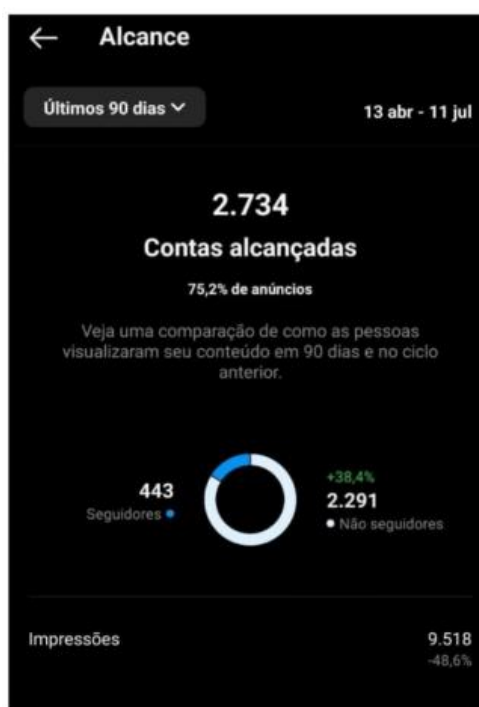 Alcance
Últimos 90 dias
13 abr - 11 jul
2.734
Contas alcançadas
75,2% de anúncios
Veja uma comparação de como as pessoas
visualizaram seu conteúdo em 90 dias e no ciclo
anterior.
443
Seguidores
+38,4%
2.291
Não seguidores
Impressões
9.518
-48,6%